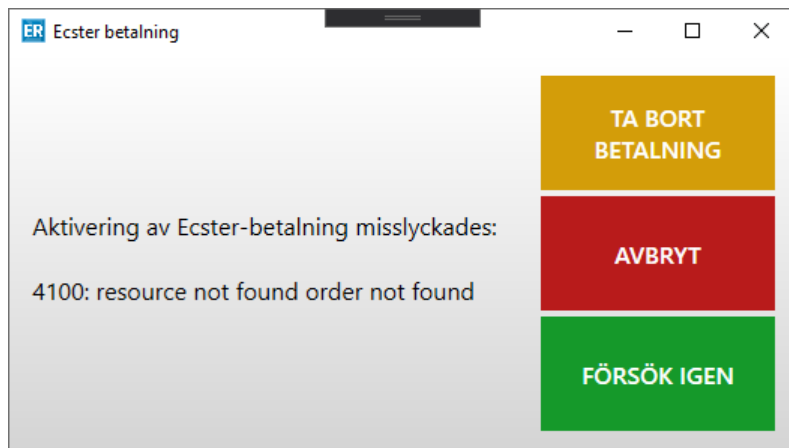 ER Ecster betalning
TA BORT
BETALNING
Aktivering av Ecster-betalning misslyckades:
AVBRYT
4100: resource not found order not found
FÖRSÖK IGEN